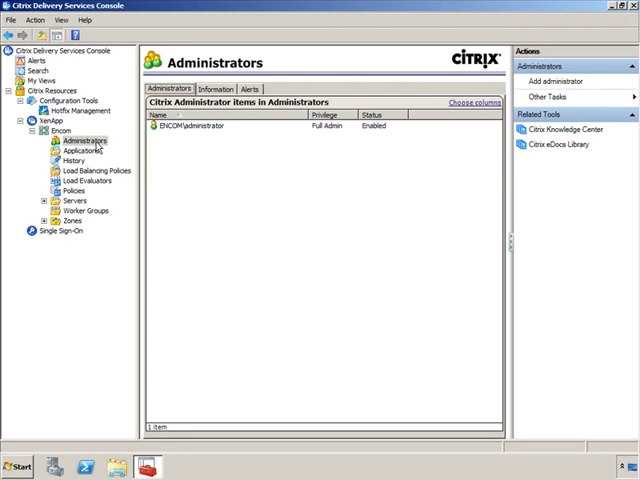 Citrix Delivery Services Console
File Action View Help
Citrix Delivery Services Console
Alerts
Search
My Views
Citrix Resources
Configuration Tools
Hotfix Management
XenApp
Encom
Administrators
Applications
History
Load Balancing Policies
Load Evaluators
Policies
Servers
Worker Groups
Zones
Single Sign-On
Administrators
CITRIX
Administrators Information Alerts
Citrix Administrator items in Administrators Choose columns
Name Privilege Status
ENCOM\administrator Full Admin Enabled
1 item
Actions
Administrators
Add administrator
Other Tasks
Related Tools
Citrix Knowledge Center
Citrix eDocs Library
Start